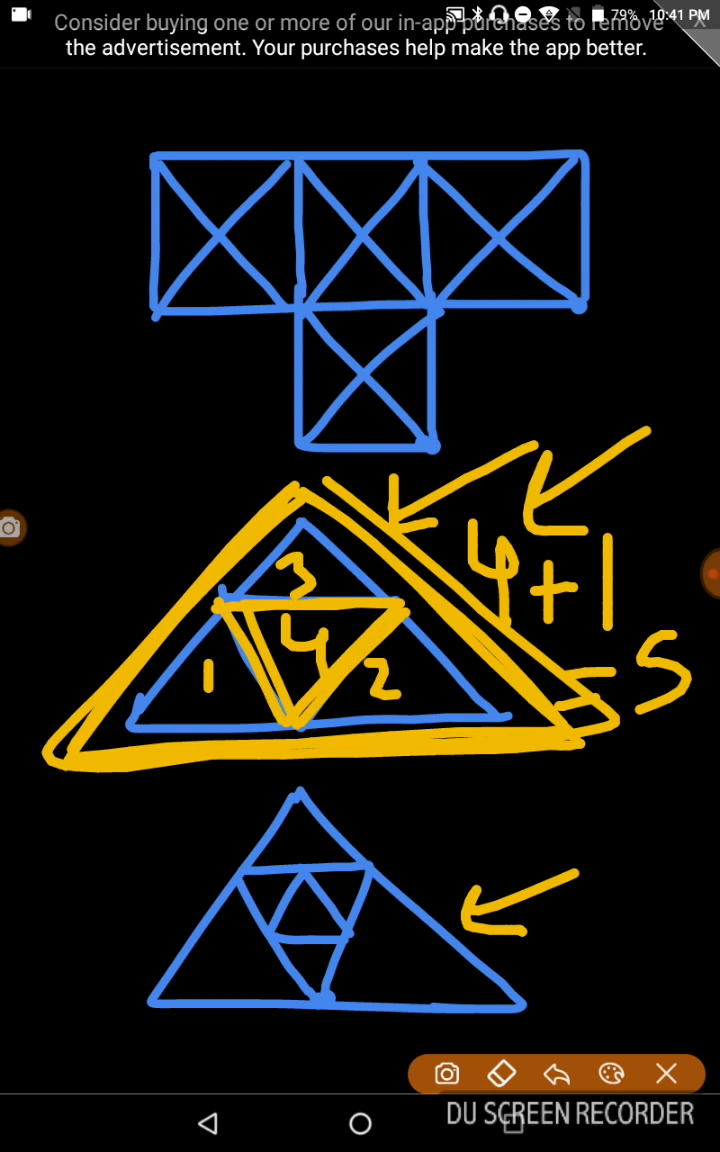 79% 10:41 PM
Consider buying one or more of our in-app purchases to remove X
the advertisement. Your purchases help make the app better.
3
4 + 1
4
1 2
= 5
DU SCREEN RECORDER